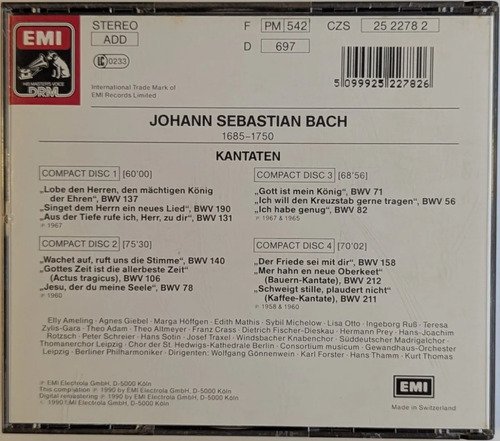 EMI
HIS MASTER'S VOICE
DRM
STEREO
ADD
LC 0233
F PM 542 CZS 25 2278 2
D 697
5 099925 227826
International Trade Mark of
EMI Records Limited
JOHANN SEBASTIAN BACH
1685–1750
KANTATEN
COMPACT DISC 1 [60'00]
„Lobe den Herren, den mächtigen König
der Ehren", BWV 137
„Singet dem Herrn ein neues Lied", BWV 190
„Aus der Tiefe rufe ich, Herr, zu dir", BWV 131
℗ 1967
COMPACT DISC 2 [75'30]
„Wachet auf, ruft uns die Stimme", BWV 140
„Gottes Zeit ist die allerbeste Zeit"
(Actus tragicus), BWV 106
„Jesu, der du meine Seele", BWV 78
℗ 1960
COMPACT DISC 3 [68'56]
„Gott ist mein König", BWV 71
„Ich will den Kreuzstab gerne tragen", BWV 56
„Ich habe genug", BWV 82
℗ 1967 & 1965
COMPACT DISC 4 [70'02]
„Der Friede sei mit dir", BWV 158
„Mer hahn en neue Oberkeet"
(Bauern-Kantate), BWV 212
„Schweigt stille, plaudert nicht"
(Kaffee-Kantate), BWV 211
℗ 1958 & 1960
Elly Ameling · Agnes Giebel · Marga Höffgen · Edith Mathis · Sybil Michelow · Lisa Otto · Ingeborg Ruß · Teresa
Zylis-Gara · Theo Adam · Theo Altmeyer · Franz Crass · Dietrich Fischer-Dieskau · Hermann Prey · Hans-Joachim
Rotzsch · Peter Schreier · Hans Sotin · Josef Traxel · Windsbacher Knabenchor · Süddeutscher Madrigalchor ·
Thomanerchor Leipzig · Chor der St. Hedwigs-Kathedrale Berlin · Consortium musicum · Gewandhaus-Orchester
Leipzig · Berliner Philharmoniker · Dirigenten: Wolfgang Gönnenwein · Karl Forster · Hans Thamm · Kurt Thomas
℗ EMI Electrola GmbH, D-5000 Köln
This compilation ℗ 1990 by EMI Electrola GmbH, D-5000 Köln
Digital remastering ℗ 1990 by EMI Electrola GmbH, D-5000 Köln
© 1990 EMI Electrola GmbH, D-5000 Köln
EMI
Made in Switzerland